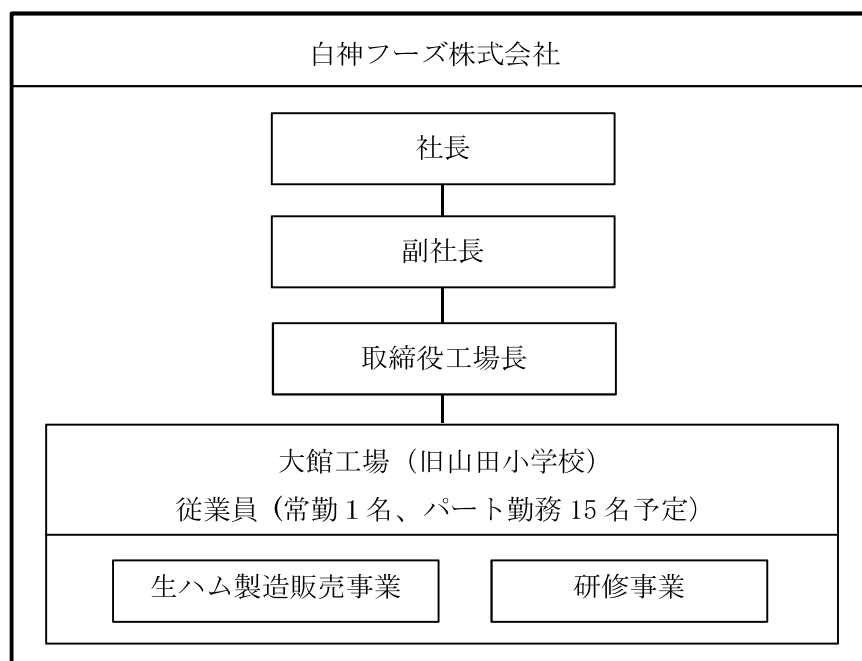 白神フーズ株式会社
社長
副社長
取締役工場長
大館工場（旧山田小学校）
従業員（常勤１名、パート勤務 15 名予定）
生ハム製造販売事業
研修事業